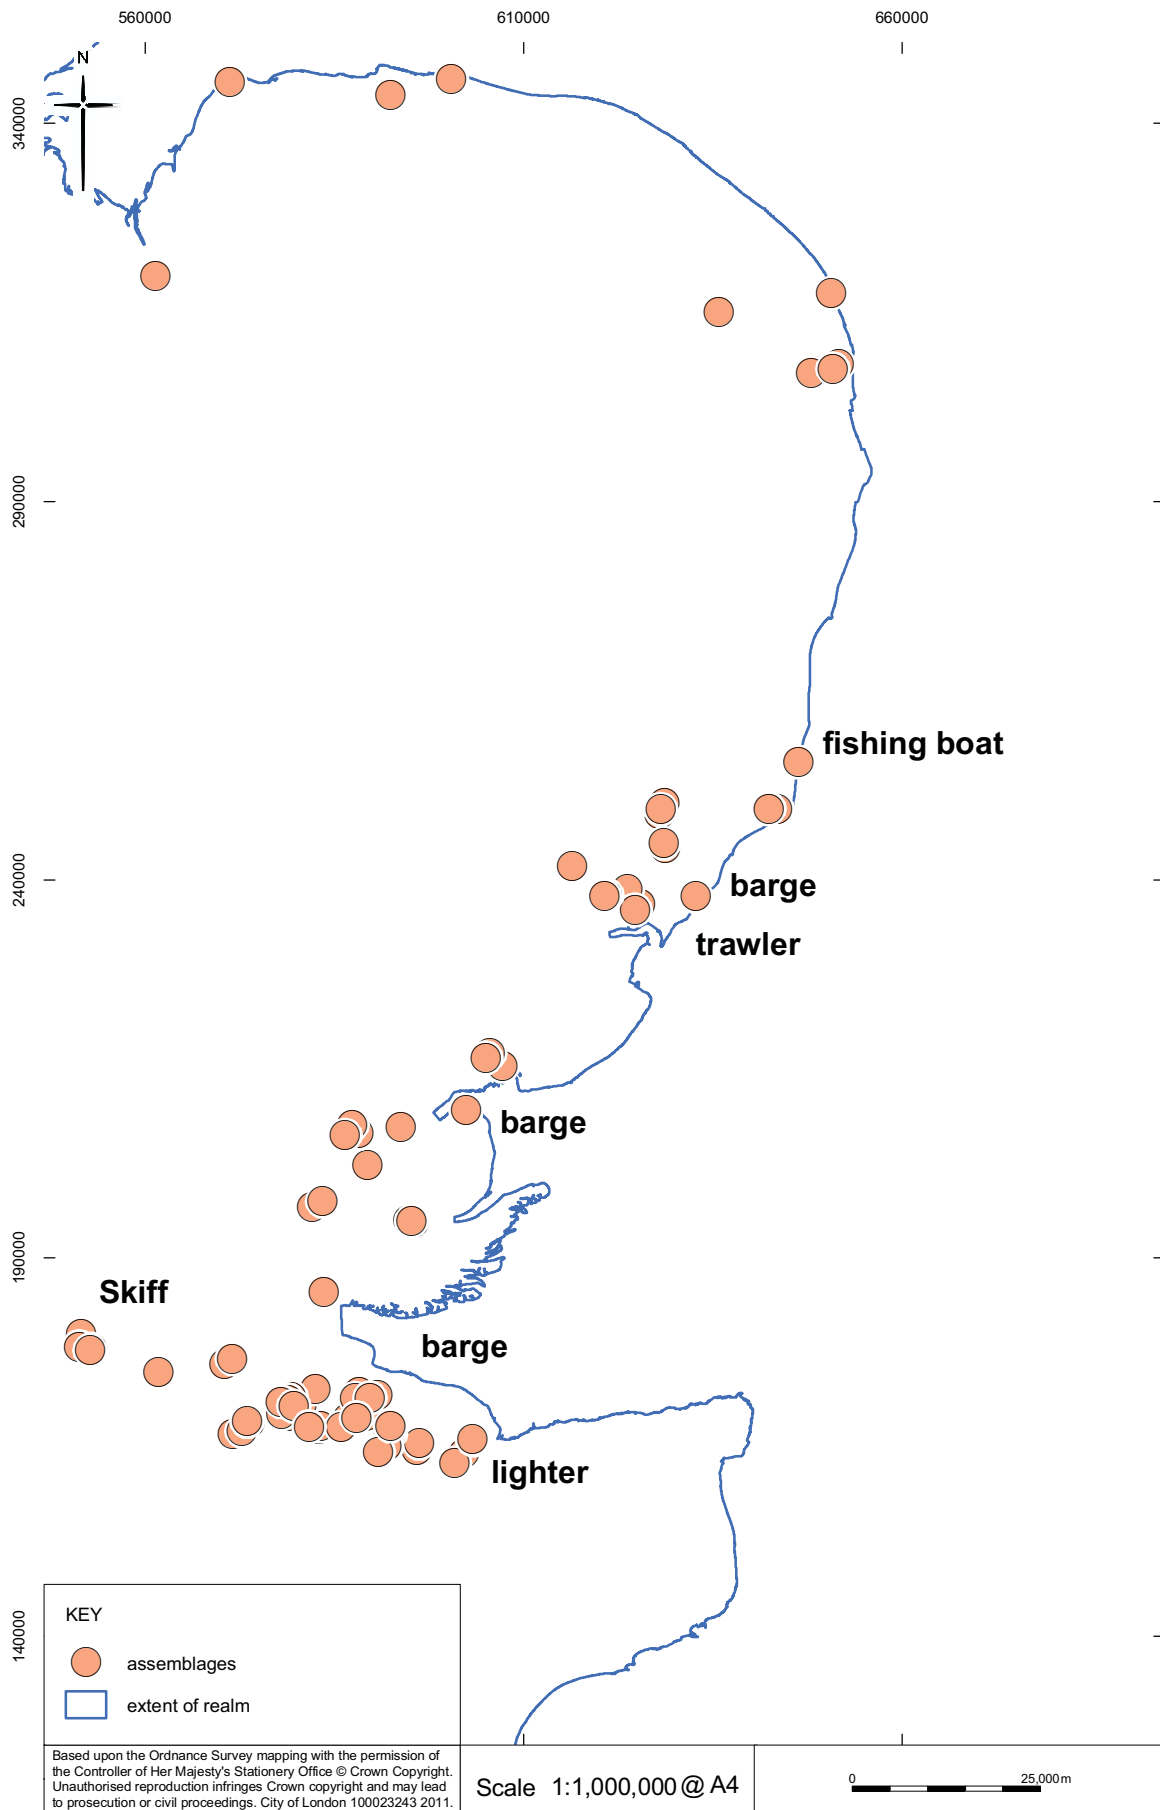 560000
610000
660000
N
340000
290000
fishing boat
240000
barge
trawler
barge
190000
Skiff
barge
lighter
140000
KEY
assemblages
extent of realm
Based upon the Ordnance Survey mapping with the permission of
the Controller of Her Majesty's Stationery Office © Crown Copyright.
Unauthorised reproduction infringes Crown copyright and may lead
to prosecution or civil proceedings. City of London 100023243 2011.
Scale 1:1,000,000 @ A4
0 25,000m